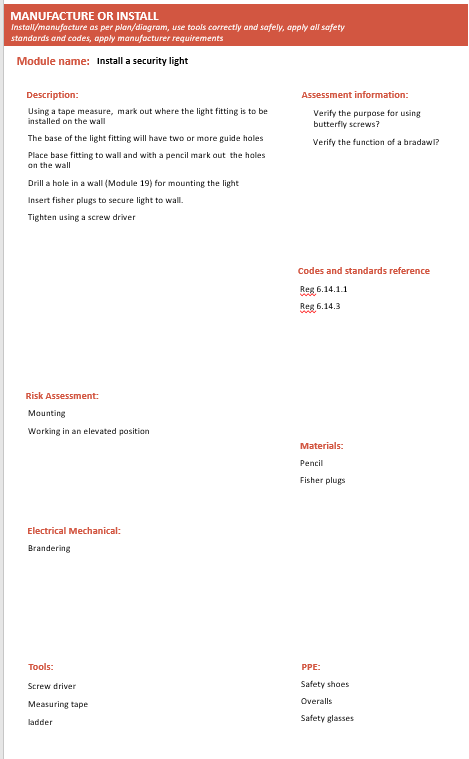 MANUFACTURE OR INSTALL
Install/manufacture as per plan/diagram, use tools correctly and safely, apply all safety
standards and codes, apply manufacturer requirements
Module name: Install a security light
Description:
Using a tape measure, mark out where the light fitting is to be
installed on the wall
The base of the light fitting will have two or more guide holes
Place base fitting to wall and with a pencil mark out the holes
on the wall
Drill a hole in a wall (Module 19) for mounting the light
Insert fisher plugs to secure light to wall.
Tighten using a screw driver
Assessment information:
Verify the purpose for using
butterfly screws?
Verify the function of a bradawl?
Codes and standards reference
Reg 6.14.1.1
Reg 6.14.3
Risk Assessment:
Mounting
Working in an elevated position
Materials:
Pencil
Fisher plugs
Electrical Mechanical:
Brandering
Tools:
Screw driver
Measuring tape
ladder
PPE:
Safety shoes
Overalls
Safety glasses